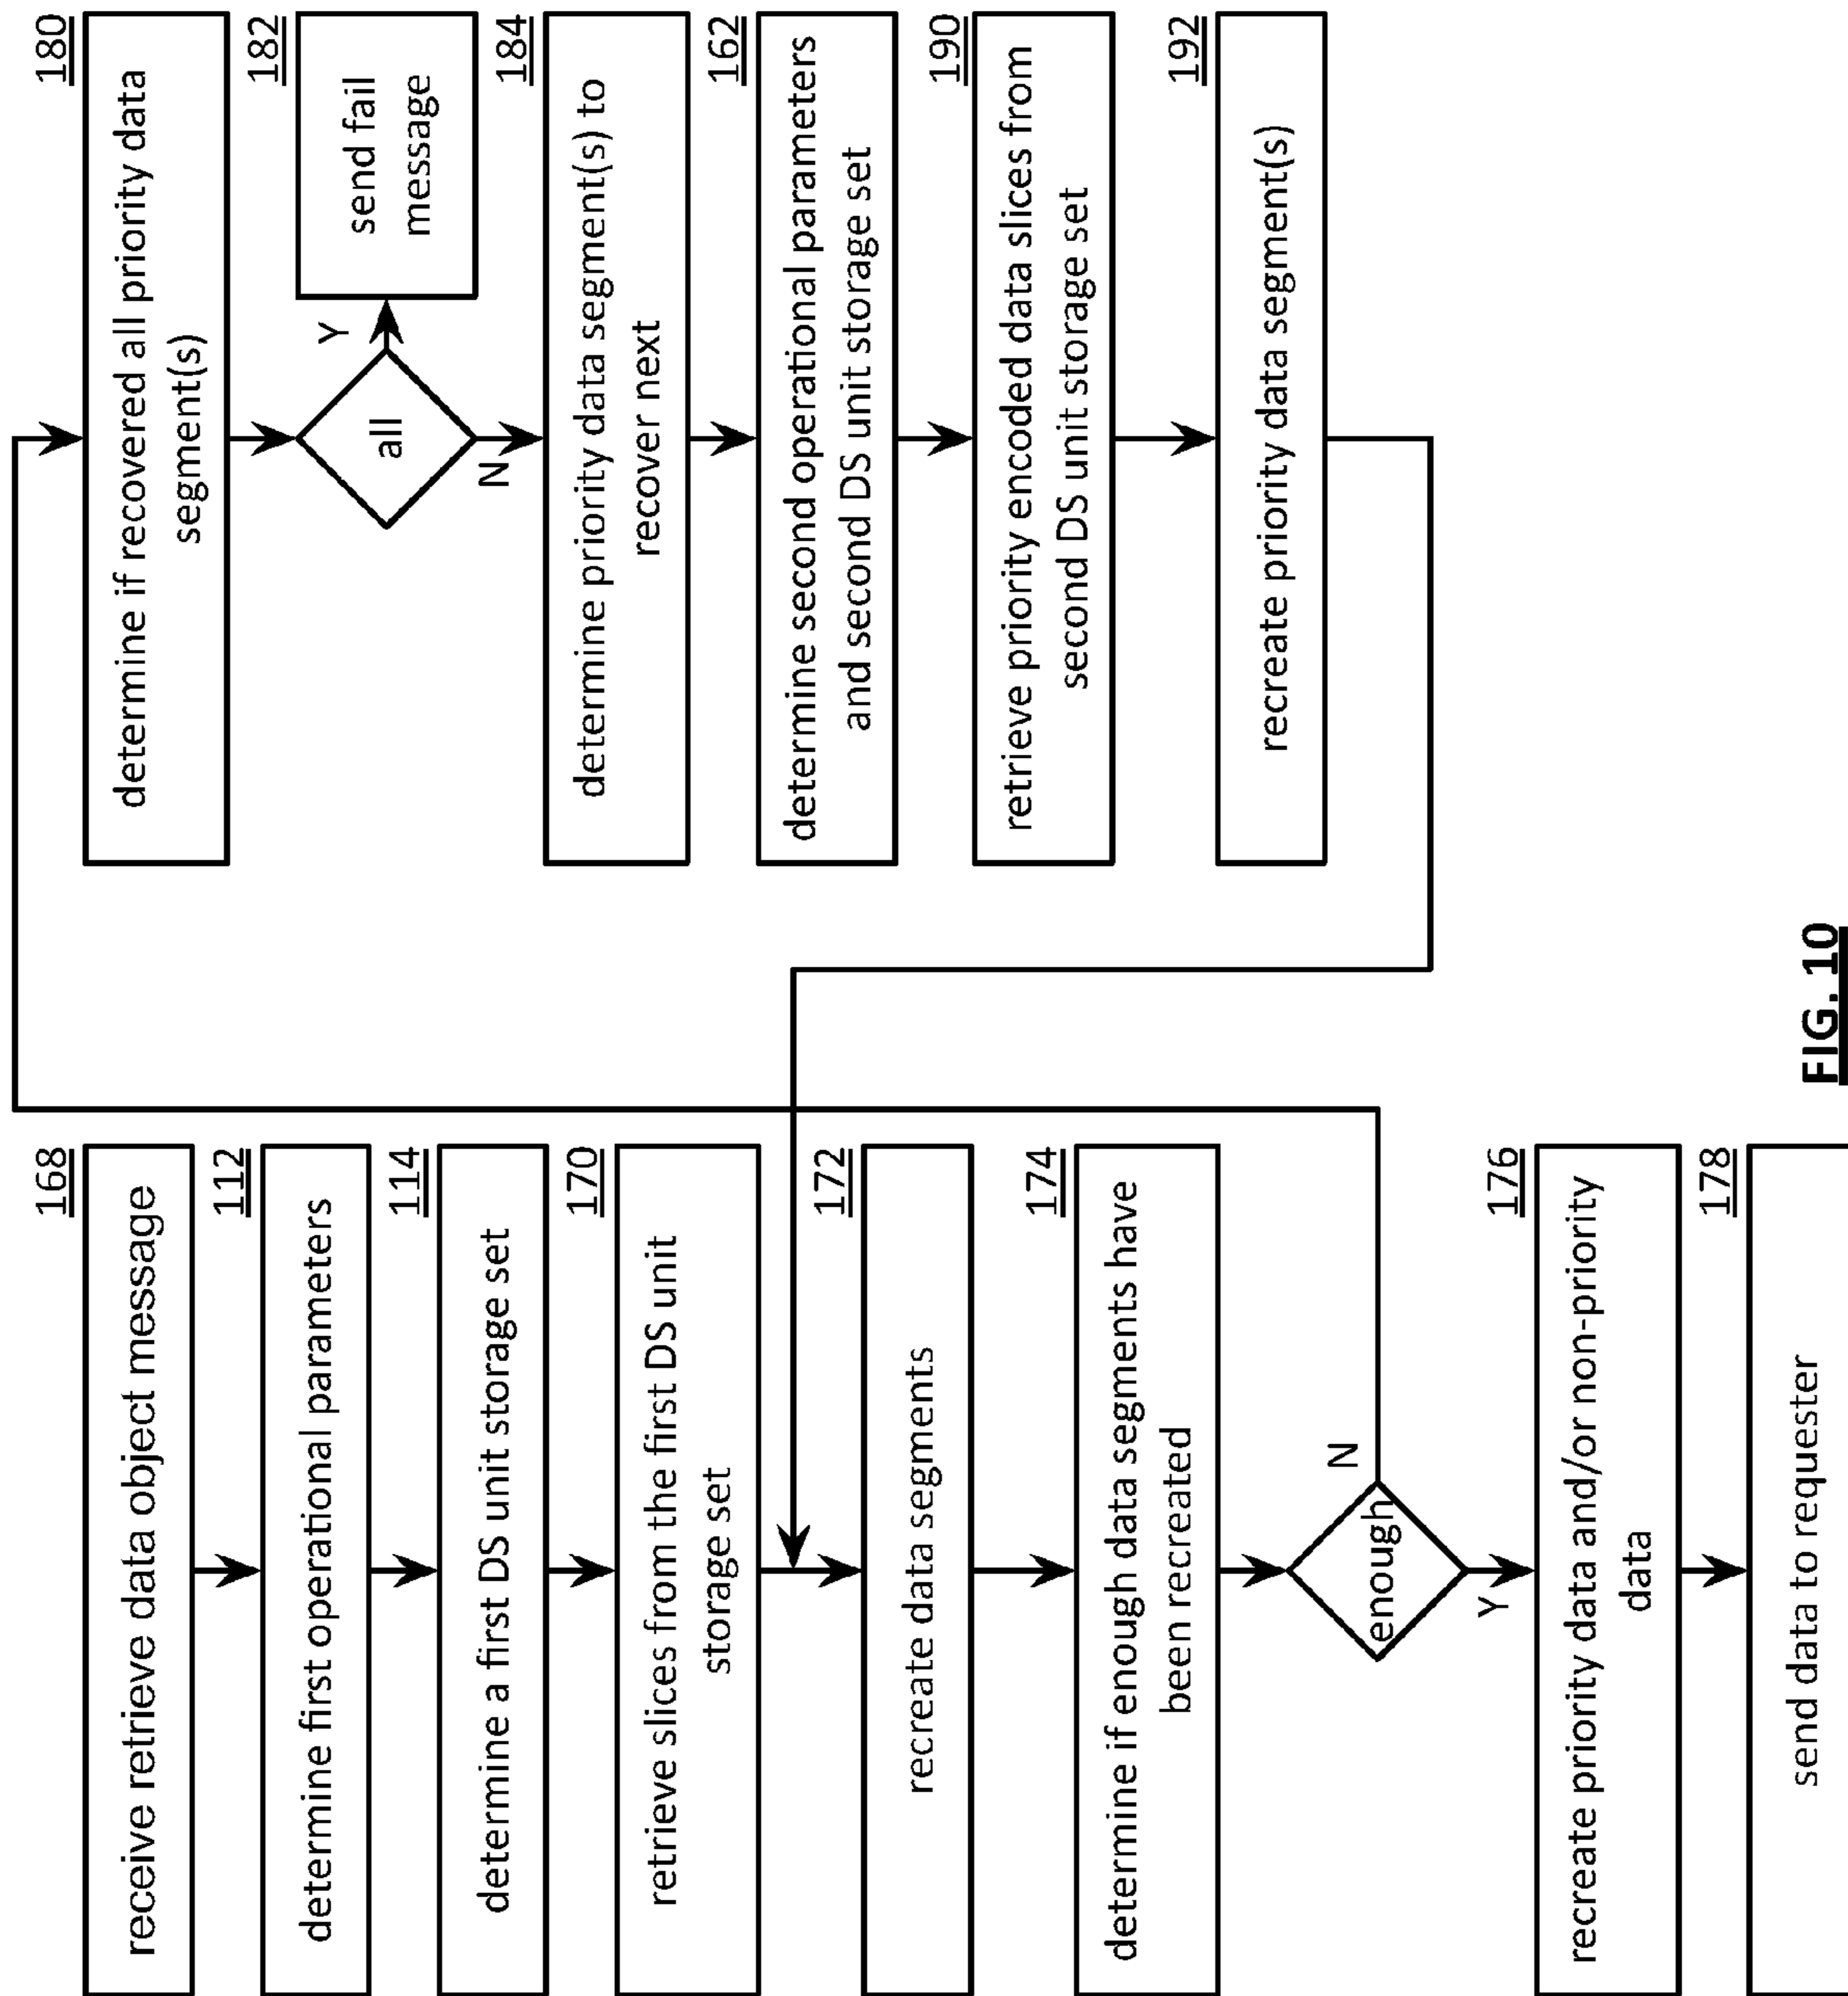 168
receive retrieve data object message
112
determine first operational parameters
114
determine a first DS unit storage set
170
retrieve slices from the first DS unit
storage set
172
recreate data segments
174
determine if enough data segments have
been recreated
enough
N
Y
176
recreate priority data and/or non-priority
data
178
send data to requester
180
determine if recovered all priority data
segment(s)
all
Y
N
182
send fail
message
184
determine priority data segment(s) to
recover next
162
determine second operational parameters
and second DS unit storage set
190
retrieve priority encoded data slices from
second DS unit storage set
192
recreate priority data segment(s)
FIG. 10